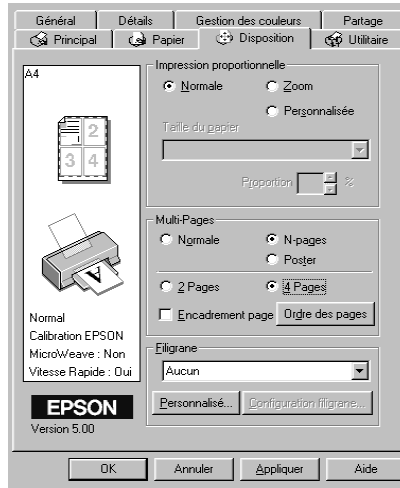 Général Détails Gestion des couleurs Partage
Principal Papier Disposition Utilitaire
A4
2
3 4
Normal
Calibration EPSON
MicroWeave : Non
Vitesse Rapide : Oui
EPSON
Version 5.00
Impression proportionnelle
Normale Zoom
Personnalisée
Taille du papier
Proportion %
Multi-Pages
Normale N-pages
Poster
2 Pages 4 Pages
Encadrement page Ordre des pages
Filigrane
Aucun
Personnalisé... Configuration filigrane...
OK Annuler Appliquer Aide